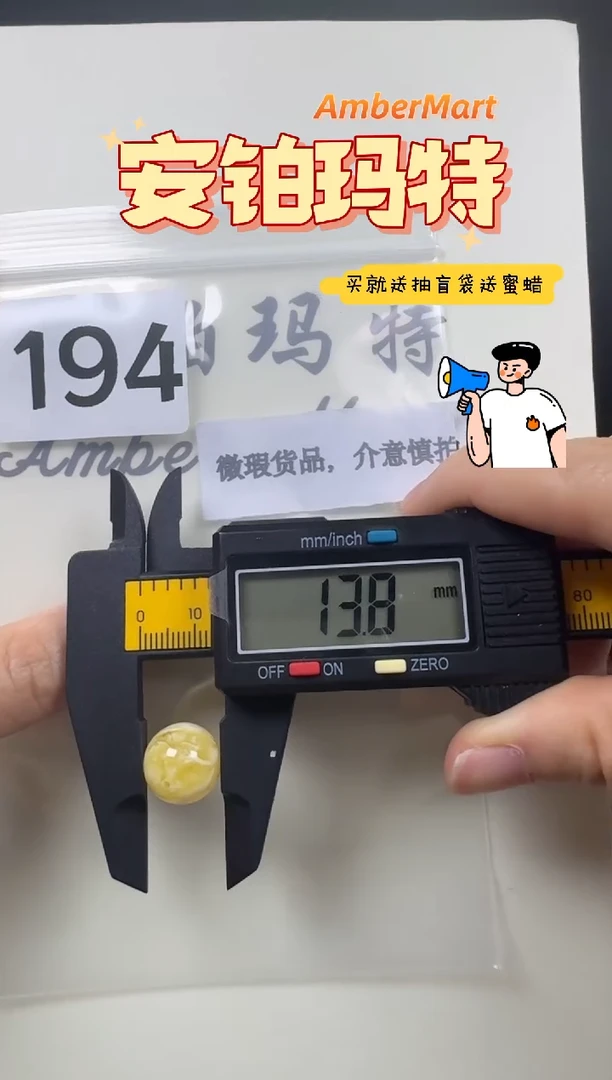 AmberMart
安铂玛特
买就送抽盲袋送蜜蜡
194
铂玛特
Ambe
微瑕货品，介意慎拍
mm/inch
13.8 mm
0 10
80
OFF ON ZERO